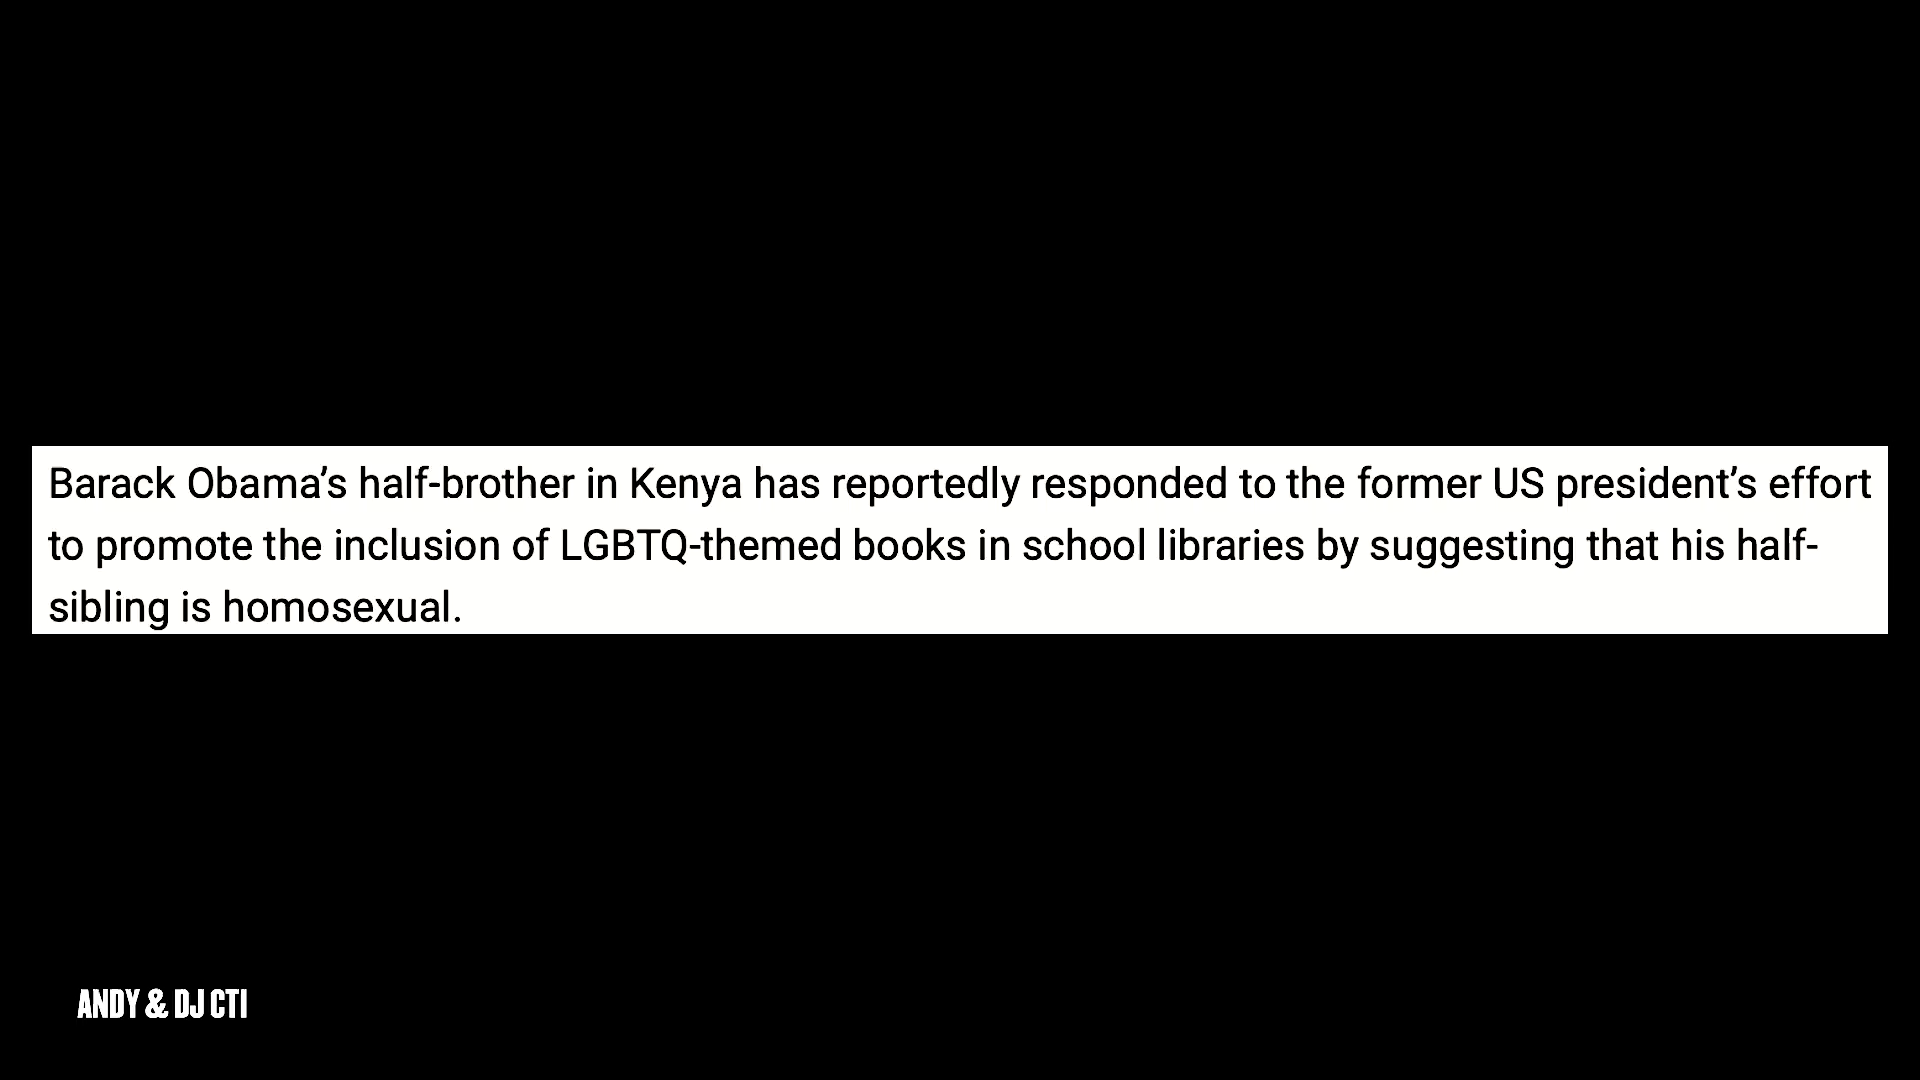 Barack Obama’s half-brother in Kenya has reportedly responded to the former US president’s effort
to promote the inclusion of LGBTQ-themed books in school libraries by suggesting that his half-
sibling is homosexual.
ANDY & DJ CTI